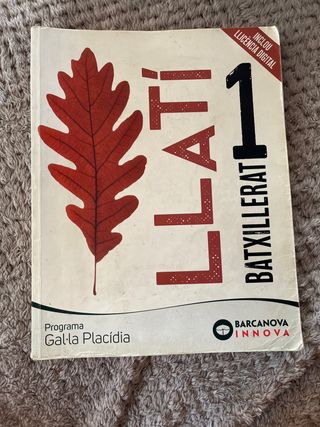 INCLOU
LLICÈNCIA DIGITAL
LLATÍ
1
BATXILLERAT
Programa
Gal·la Placídia
BARCANOVA
INNOVA